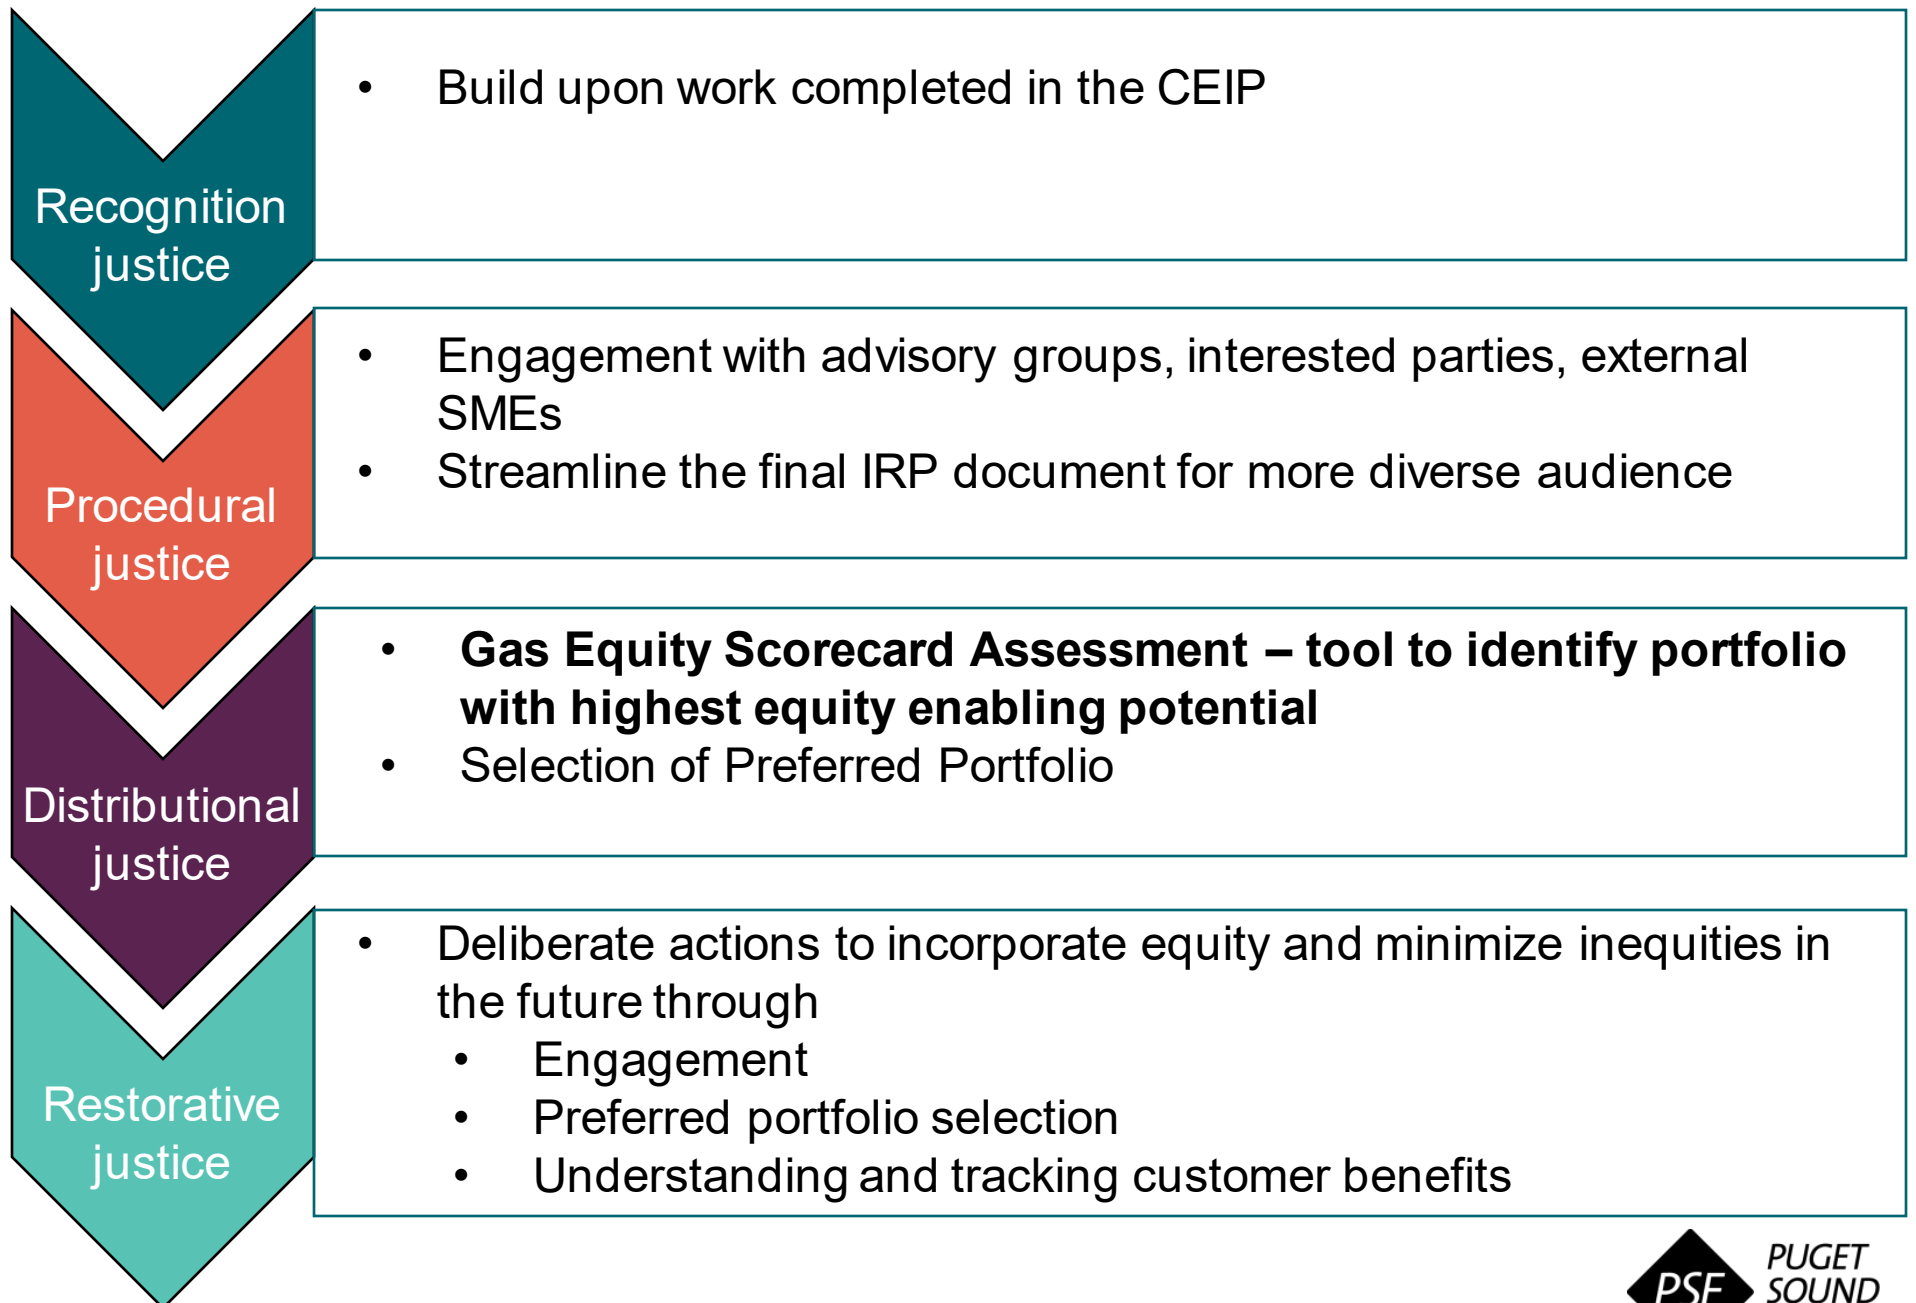 Recognition
justice
• Build upon work completed in the CEIP
Procedural
justice
• Engagement with advisory groups, interested parties, external
SMEs
• Streamline the final IRP document for more diverse audience
Distributional
justice
• Gas Equity Scorecard Assessment – tool to identify portfolio
with highest equity enabling potential
• Selection of Preferred Portfolio
Restorative
justice
• Deliberate actions to incorporate equity and minimize inequities in
the future through
• Engagement
• Preferred portfolio selection
• Understanding and tracking customer benefits
PSE
PUGET
SOUND